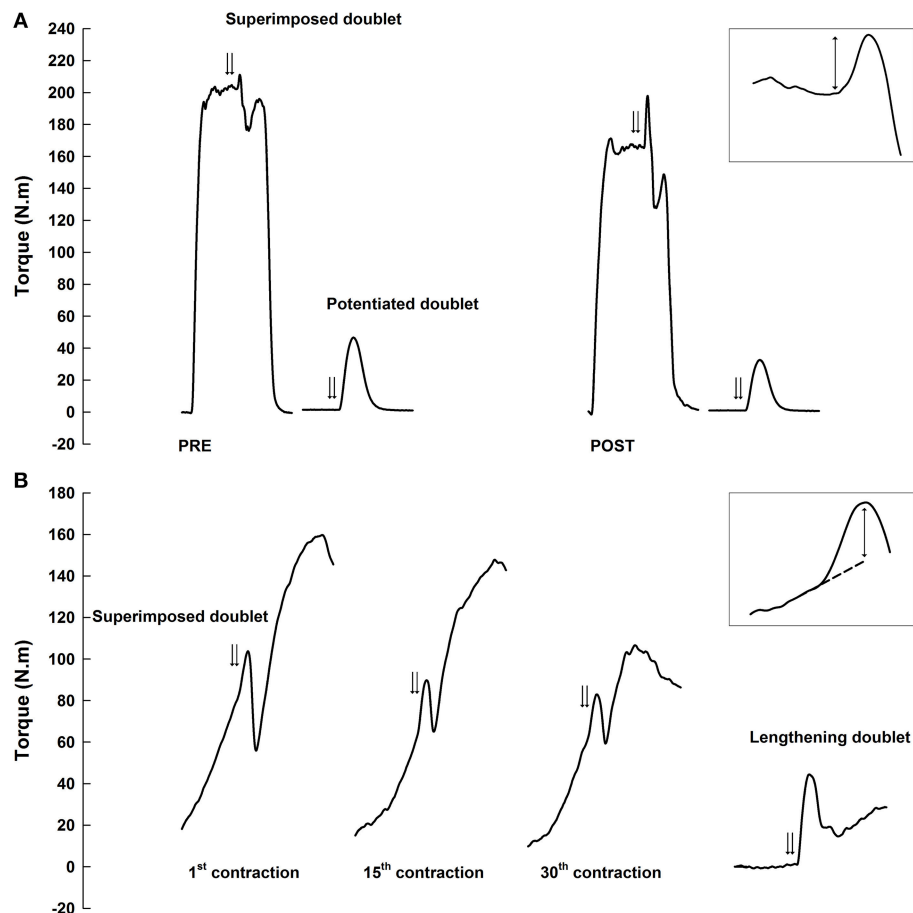 A
Superimposed doublet
Torque (N.m)
240
220
200
180
160
140
120
100
80
60
40
20
0
-20
Potentiated doublet
PRE
POST
B
Torque (N.m)
180
160
140
120
100
80
60
40
20
0
-20
Superimposed doublet
Lengthening doublet
1st contraction
15th contraction
30th contraction